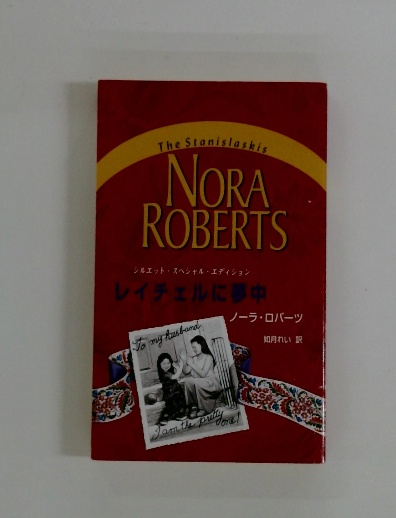 The Stanislaskis
NORA
ROBERTS
シルエット・スペシャル・エディション
レイチェルに夢中
ノーラ・ロバーツ
如月れい 訳
To my husband
I am the pretty
one!